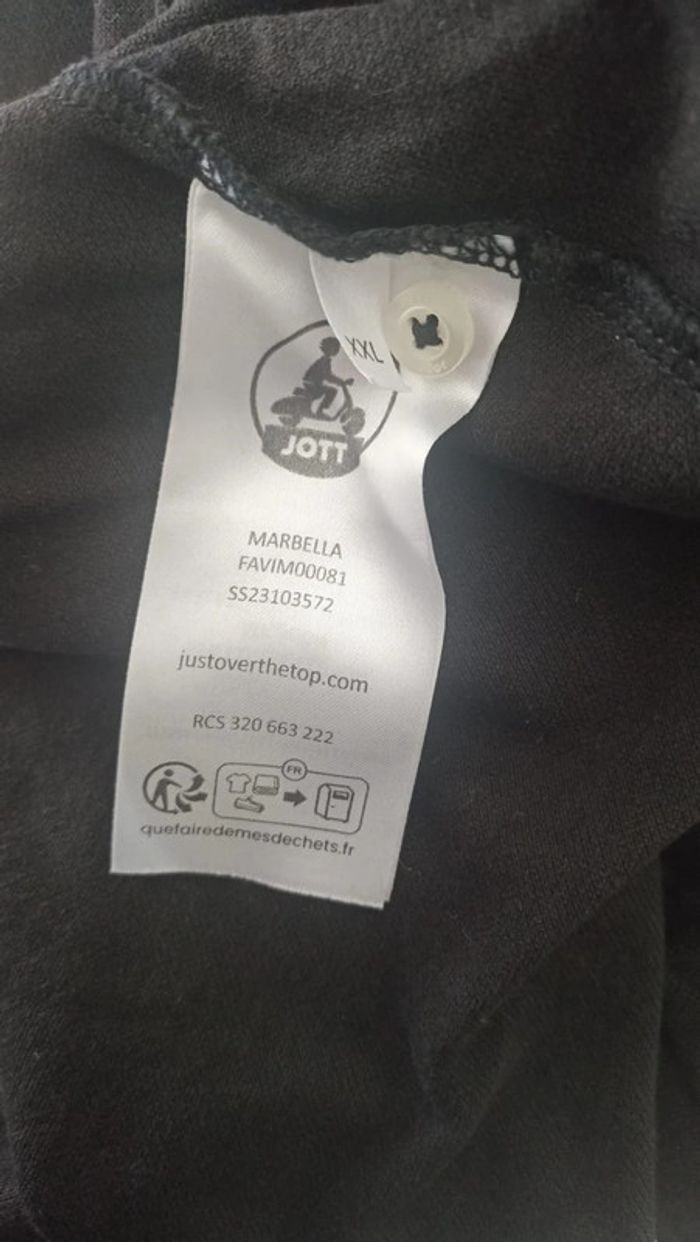 XXL
JOTT
MARBELLA
FAVIM00081
SS23103572
justoverthetop.com
RCS 320 663 222
FR
quefairedemesdechets.fr